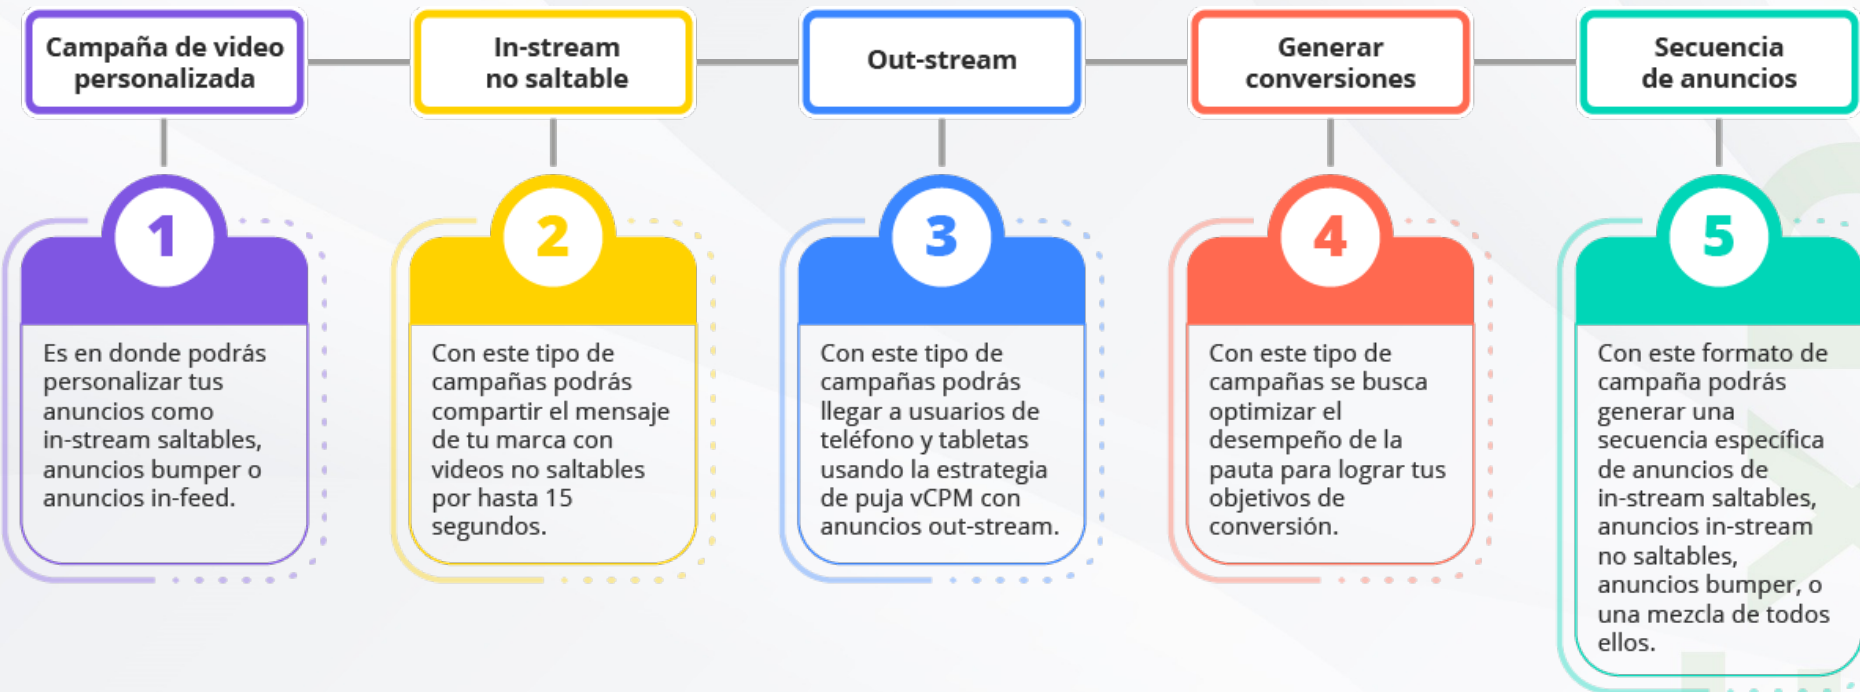 Campaña de video
personalizada
In-stream
no saltable
Out-stream
Generar
conversiones
Secuencia
de anuncios
1
Es en donde podrás
personalizar tus
anuncios como
in-stream saltables,
anuncios bumper o
anuncios in-feed.
2
Con este tipo de
campañas podrás
compartir el mensaje
de tu marca con
videos no saltables
por hasta 15
segundos.
3
Con este tipo de
campañas podrás
llegar a usuarios de
teléfono y tabletas
usando la estrategia
de puja vCPM con
anuncios out-stream.
4
Con este tipo de
campañas se busca
optimizar el
desempeño de la
pauta para lograr tus
objetivos de
conversión.
5
Con este formato de
campaña podrás
generar una
secuencia específica
de anuncios de
in-stream saltables,
anuncios in-stream
no saltables,
anuncios bumper, o
una mezcla de todos
ellos.